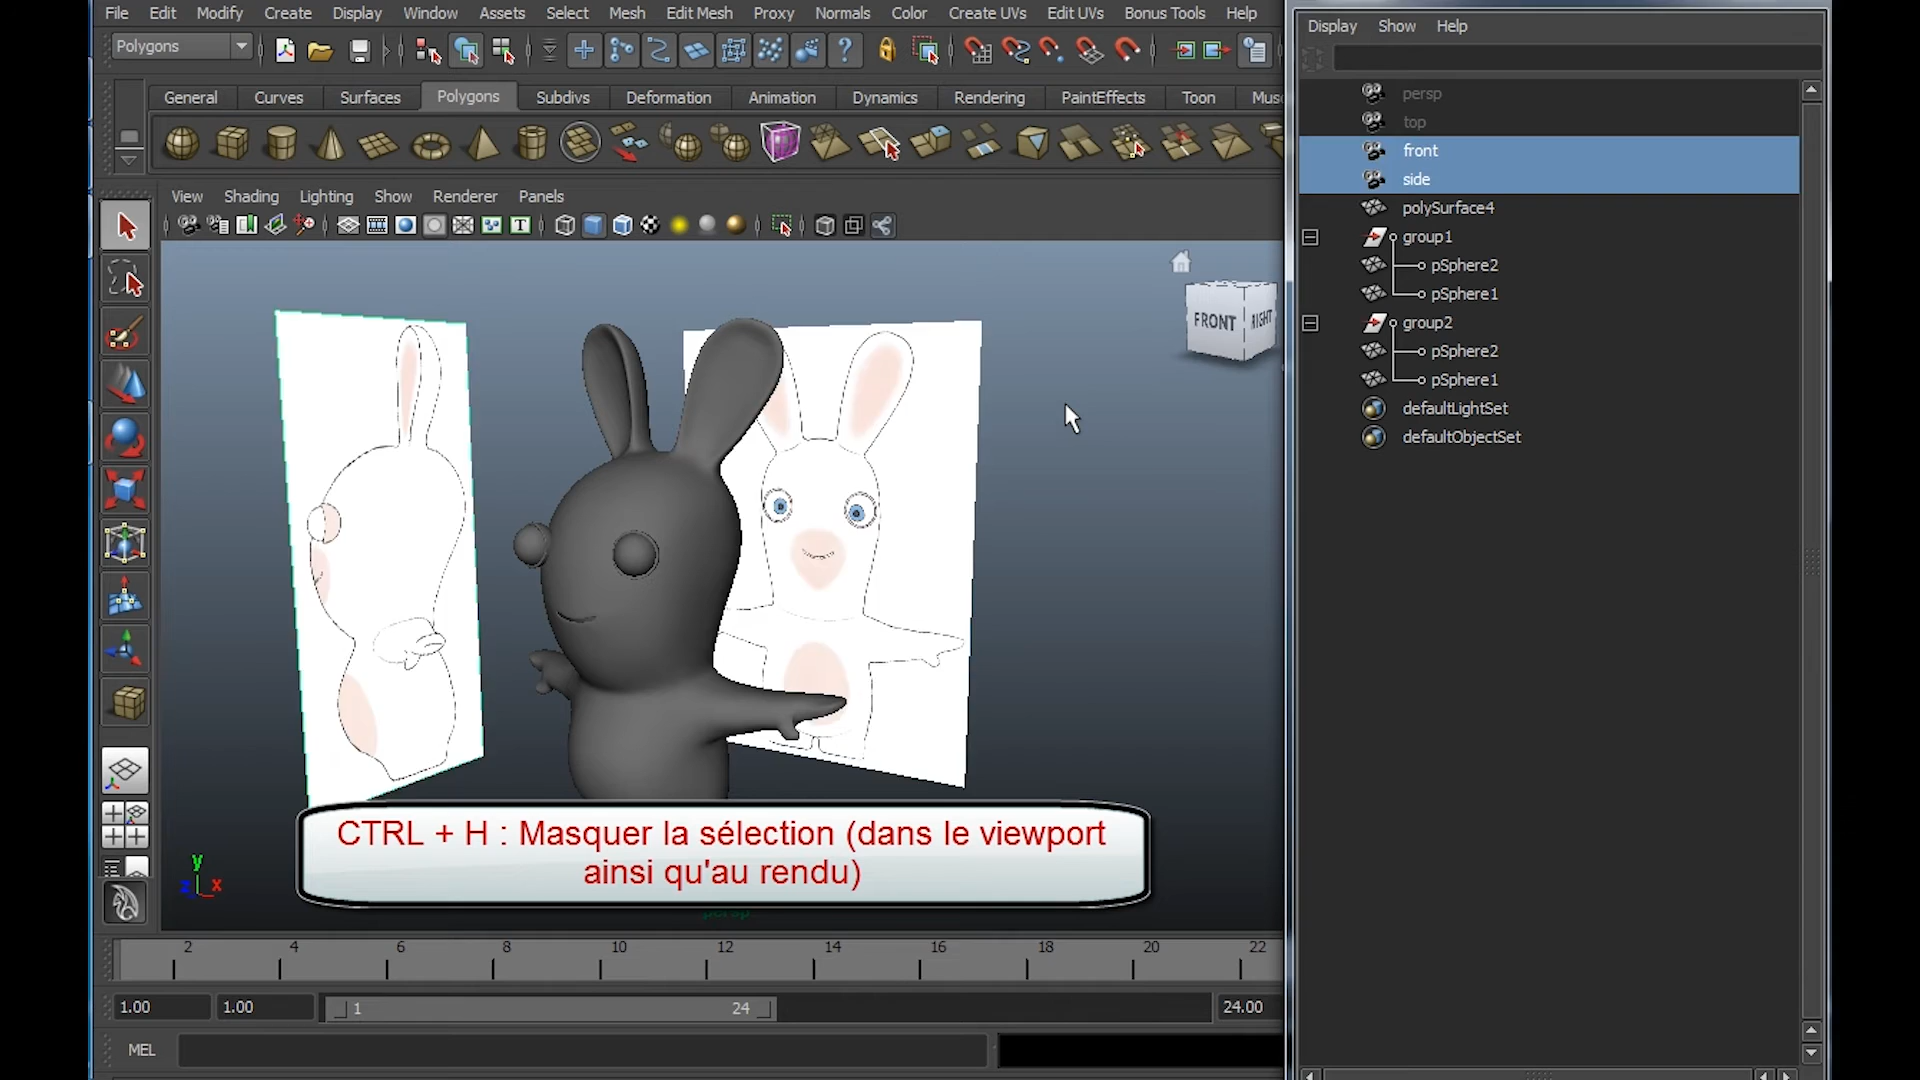 File Edit Modify Create Display Window Assets Select Mesh Edit Mesh Proxy Normals Color Create UVs Edit UVs Bonus Tools Help
Polygons
General Curves Surfaces Polygons Subdivs Deformation Animation Dynamics Rendering PaintEffects Toon
View Shading Lighting Show Renderer Panels
FRONT RIGHT
CTRL + H : Masquer la sélection (dans le viewport
ainsi qu'au rendu)
y
z x
persp
2 4 6 8 10 12 14 16 18 20 22
1.00 1.00 1 24 24.00
MEL
Display Show Help
persp
top
front
side
polySurface4
group1
pSphere2
pSphere1
group2
pSphere2
pSphere1
defaultLightSet
defaultObjectSet